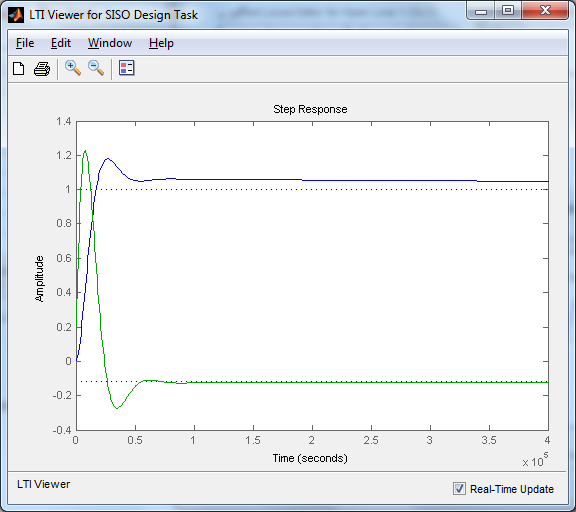 LTI Viewer for SISO Design Task
File Edit Window Help
Step Response
1.4
1.2
1
0.8
0.6
0.4
0.2
0
-0.2
-0.4
Amplitude
0 0.5 1 1.5 2 2.5 3 3.5 4
Time (seconds)
x 10^5
LTI Viewer
Real-Time Update